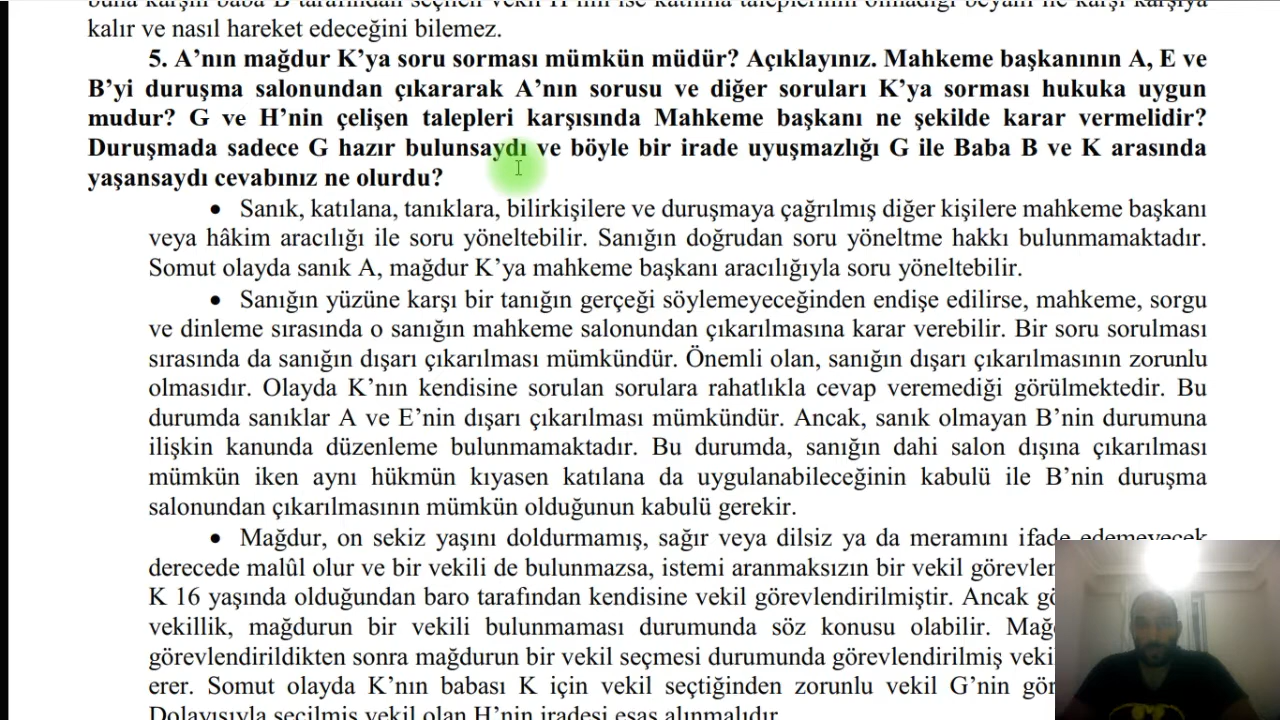 kalır ve nasıl hareket edeceğini bilemez.
5. A’nın mağdur K’ya soru sorması mümkün müdür? Açıklayınız. Mahkeme başkanının A, E ve
B’yi duruşma salonundan çıkararak A’nın sorusu ve diğer soruları K’ya sorması hukuka uygun
mudur? G ve H’nin çelişen talepleri karşısında Mahkeme başkanı ne şekilde karar vermelidir?
Duruşmada sadece G hazır bulunsaydı ve böyle bir irade uyuşmazlığı G ile Baba B ve K arasında
yaşansaydı cevabınız ne olurdu?
• Sanık, katılana, tanıklara, bilirkişilere ve duruşmaya çağrılmış diğer kişilere mahkeme başkanı
veya hâkim aracılığı ile soru yöneltebilir. Sanığın doğrudan soru yöneltme hakkı bulunmamaktadır.
Somut olayda sanık A, mağdur K’ya mahkeme başkanı aracılığıyla soru yöneltebilir.
• Sanığın yüzüne karşı bir tanığın gerçeği söylemeyeceğinden endişe edilirse, mahkeme, sorgu
ve dinleme sırasında o sanığın mahkeme salonundan çıkarılmasına karar verebilir. Bir soru sorulması
sırasında da sanığın dışarı çıkarılması mümkündür. Önemli olan, sanığın dışarı çıkarılmasının zorunlu
olmasıdır. Olayda K’nın kendisine sorulan sorulara rahatlıkla cevap veremediği görülmektedir. Bu
durumda sanıklar A ve E’nin dışarı çıkarılması mümkündür. Ancak, sanık olmayan B’nin durumuna
ilişkin kanunda düzenleme bulunmamaktadır. Bu durumda, sanığın dahi salon dışına çıkarılması
mümkün iken aynı hükmün kıyasen katılana da uygulanabileceğinin kabulü ile B’nin duruşma
salonundan çıkarılmasının mümkün olduğunun kabulü gerekir.
• Mağdur, on sekiz yaşını doldurmamış, sağır veya dilsiz ya da meramını ifade edemeyecek
derecede malûl olur ve bir vekili de bulunmazsa, istemi aranmaksızın bir vekil
K 16 yaşında olduğundan baro tarafından kendisine vekil görevlendirilmiştir. Ancak
vekillik, mağdurun bir vekili bulunmaması durumunda söz konusu olabilir.
görevlendirildikten sonra mağdurun bir vekil seçmesi durumunda görevlendirilmiş
erer. Somut olayda K’nın babası K için vekil seçtiğinden zorunlu vekil G’nin
Dolayısıyla seçilmiş vekil olan H’nin iradesi esas alınmalıdır.